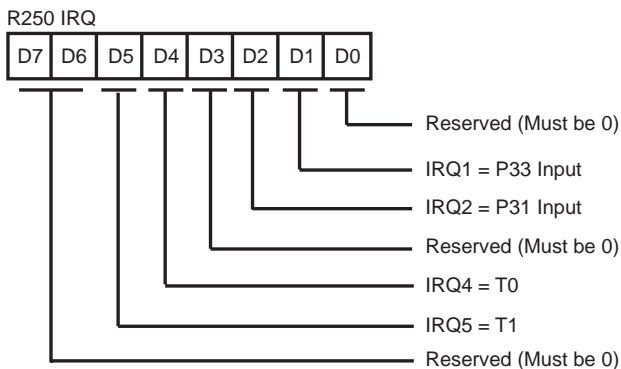 R250 IRQ
D7 D6 D5 D4 D3 D2 D1 D0
Reserved (Must be 0)
IRQ1 = P33 Input
IRQ2 = P31 Input
Reserved (Must be 0)
IRQ4 = T0
IRQ5 = T1
Reserved (Must be 0)